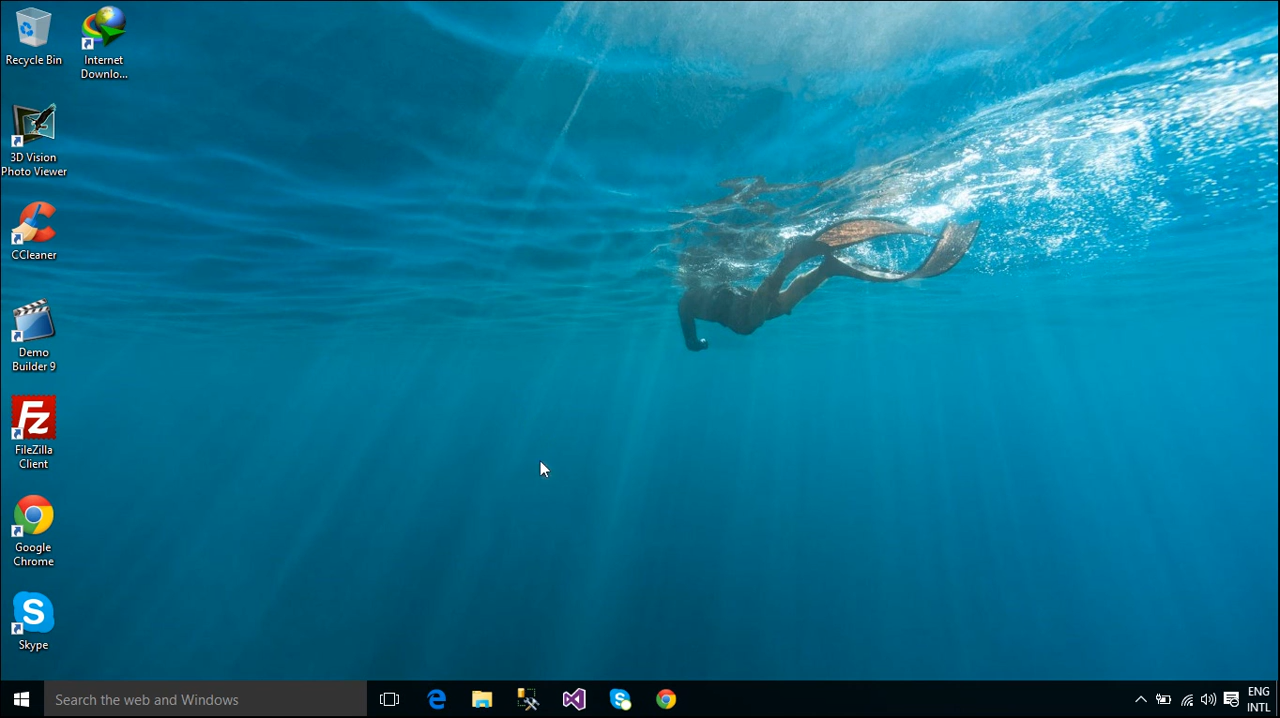 Recycle Bin
Internet
Downlo...
3D Vision
Photo Viewer
CCleaner
Demo
Builder 9
Fz
FileZilla
Client
Google
Chrome
S
Skype
Search the web and Windows
ENG
INTL